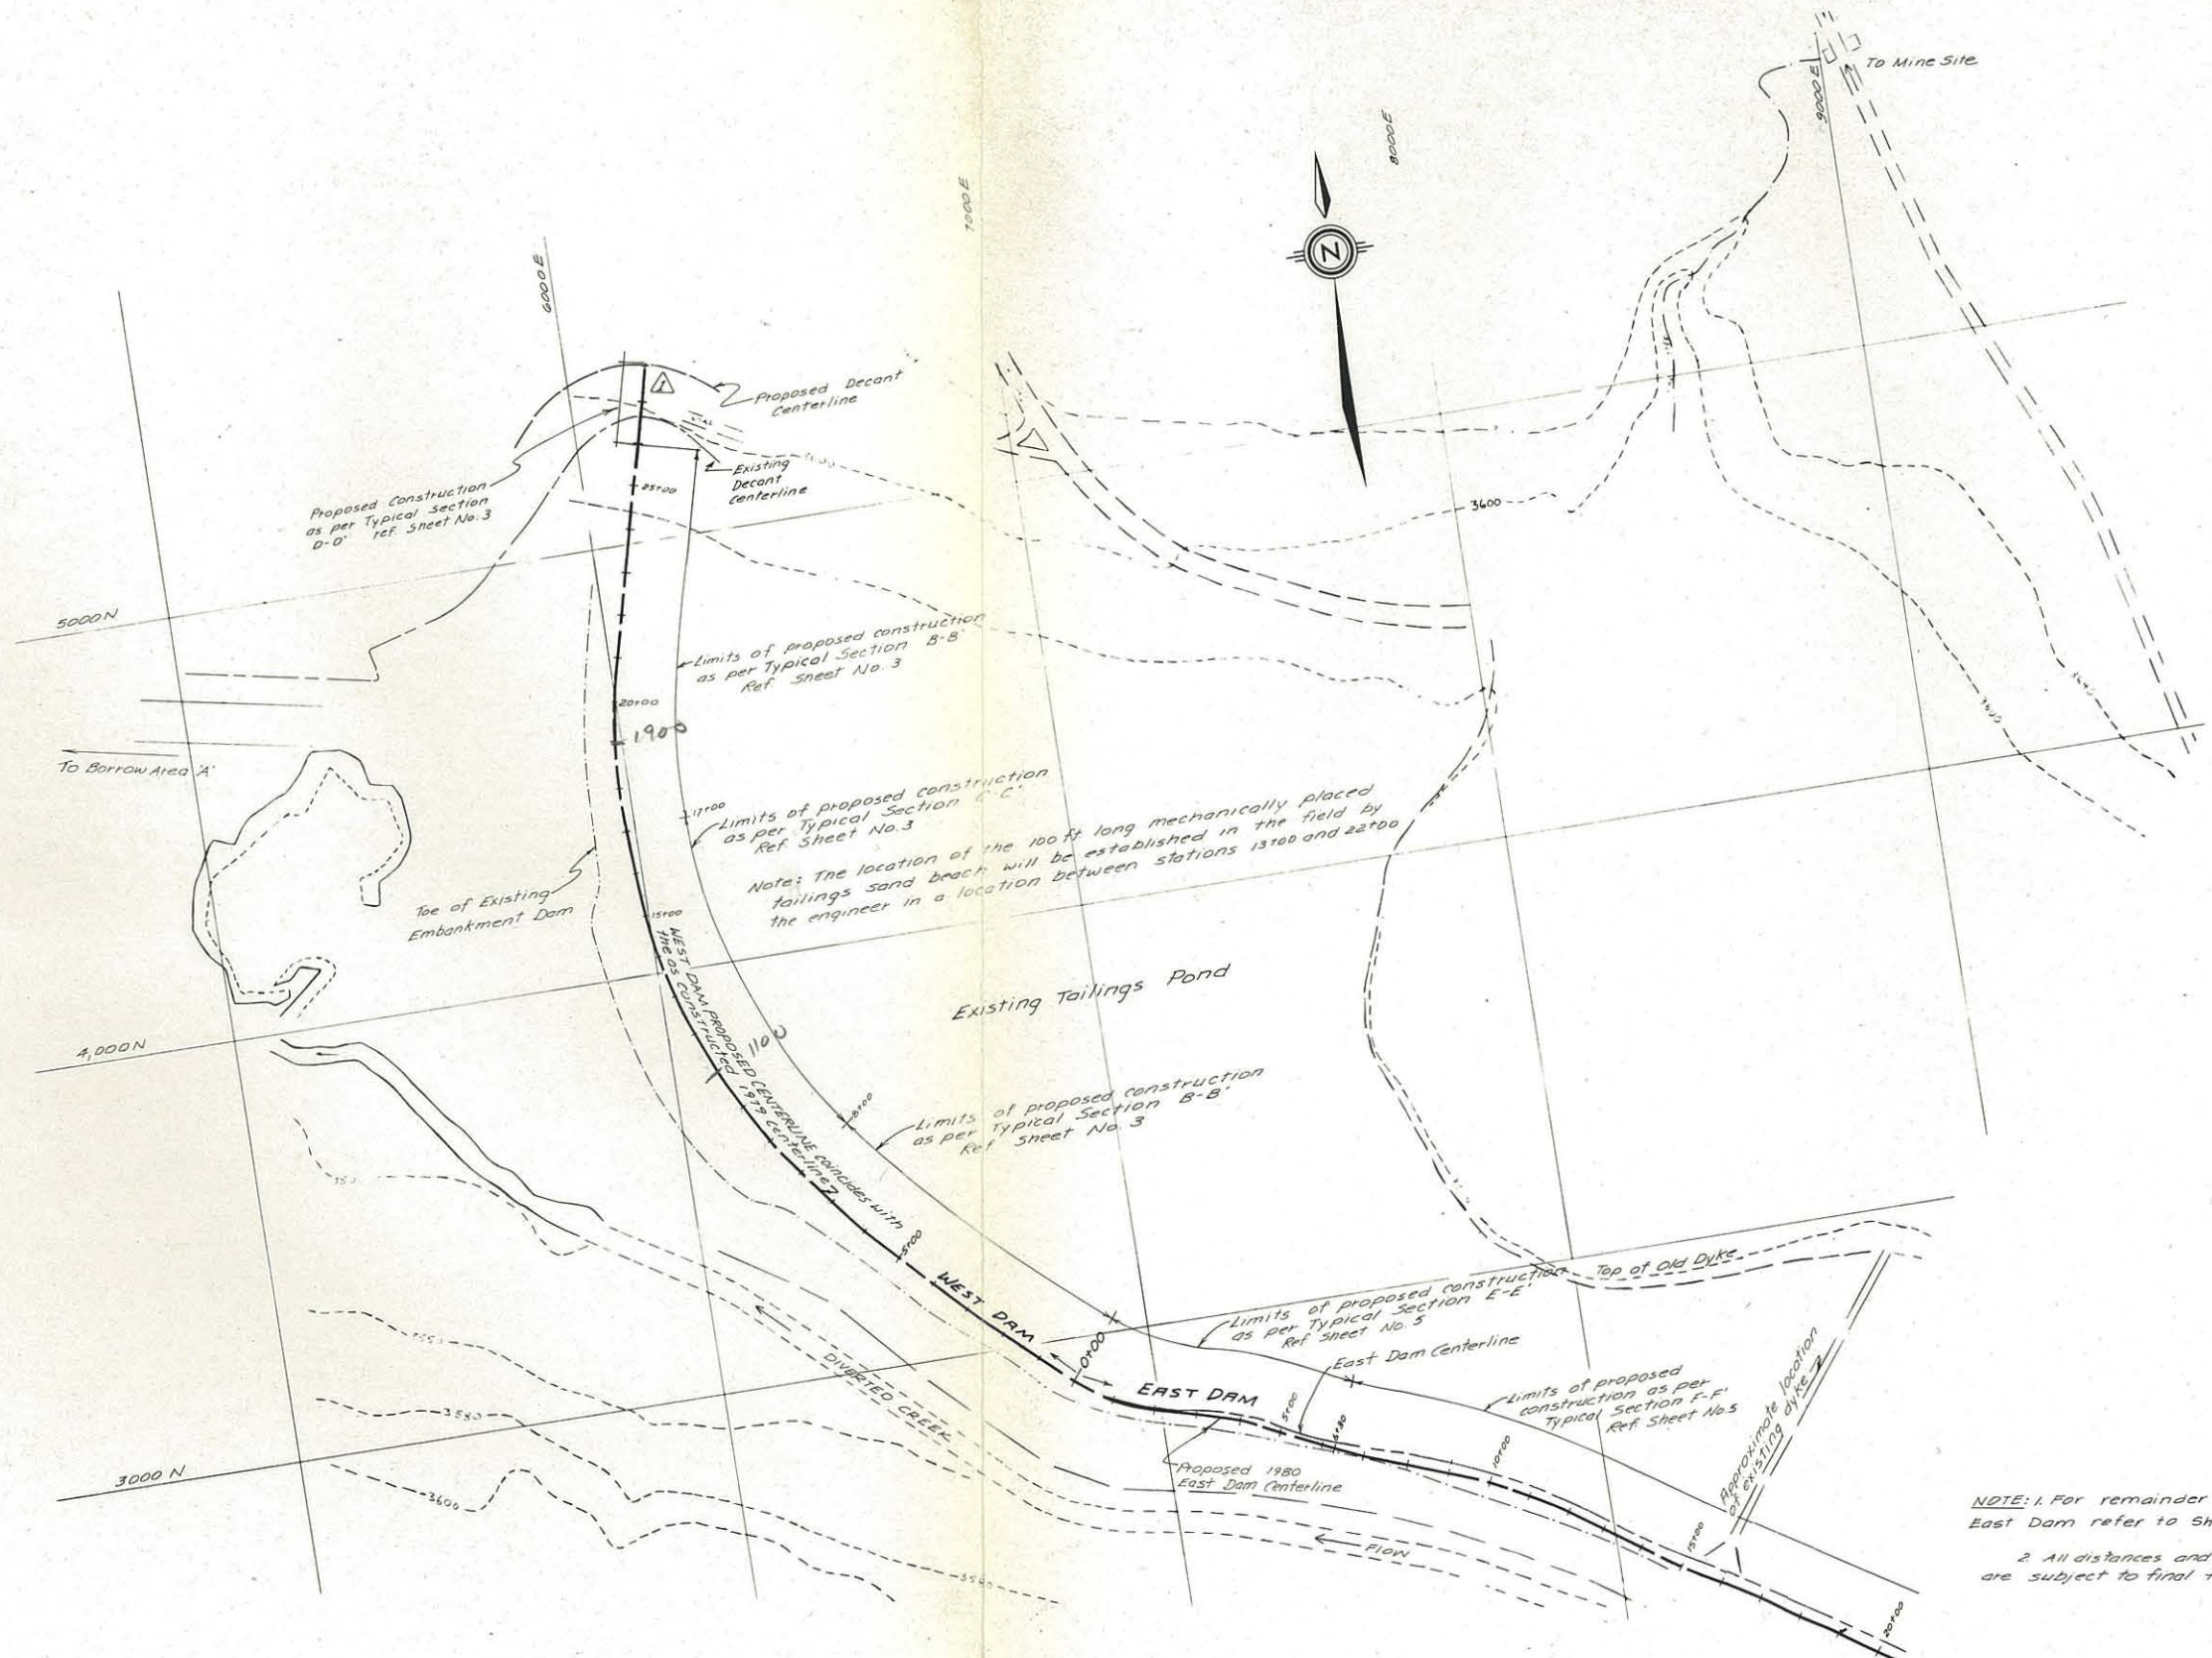 To Mine Site
9000E
8000E
7000E
6000E
N
1
Proposed Decant
Centerline
Existing
Decant
Centerline
25+00
3600
Proposed Construction
as per Typical Section
D-D' ref. Sheet No. 3
5000N
Limits of proposed construction
as per Typical Section B-B'
Ref. Sheet No. 3
20+00
1900
To Borrow Area 'A'
17+00
Limits of proposed construction
as per Typical Section C-C'
Ref. Sheet No. 3
Note: The location of the 100 ft long mechanically placed
tailings sand beach will be established in the field by
the engineer in a location between stations 13+00 and 22+00
Toe of Existing
Embankment Dam
15+00
WEST DAM PROPOSED CENTERLINE coincides with
the as constructed 1979 centerline
Existing Tailings Pond
4,000N
1100
8+00
Limits of proposed construction
as per Typical Section B-B'
Ref Sheet No. 3
5+00
WEST DAM
Top of Old Dyke
Limits of proposed construction
as per Typical Section E-E'
Ref Sheet No. 5
0+00
East Dam Centerline
EAST DAM
5+00
6+80
Limits of proposed
construction as per
Typical Section F-F'
Ref. Sheet No.5
Approximate location
of existing dyke
DIVERTED CREEK
3580
3000 N
3600
Proposed 1980
East Dam Centerline
10+00
15+00
20+00
FLOW
NOTE: 1. For remainder
East Dam refer to Sh
2. All distances and
are subject to final